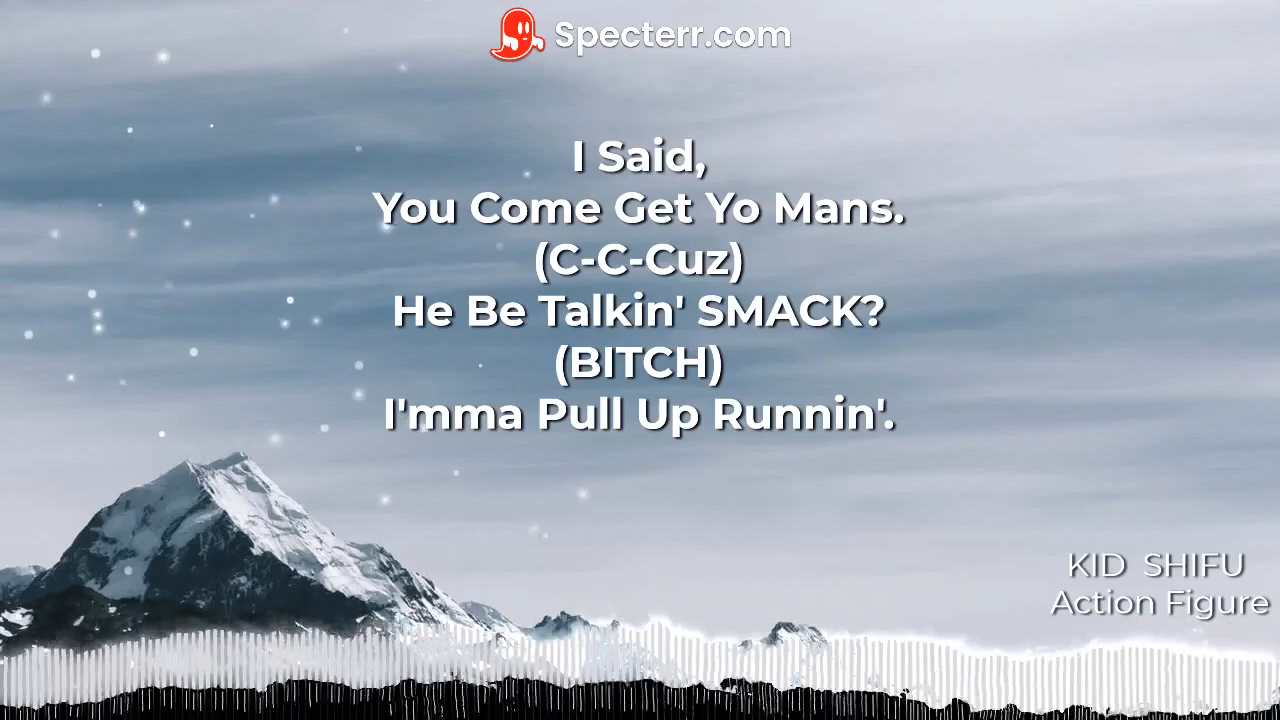 Specterr.com
I Said,
You Come Get Yo Mans.
(C-C-Cuz)
He Be Talkin' SMACK?
(BITCH)
I'mma Pull Up Runnin'.
KID SHIFU
Action Figure